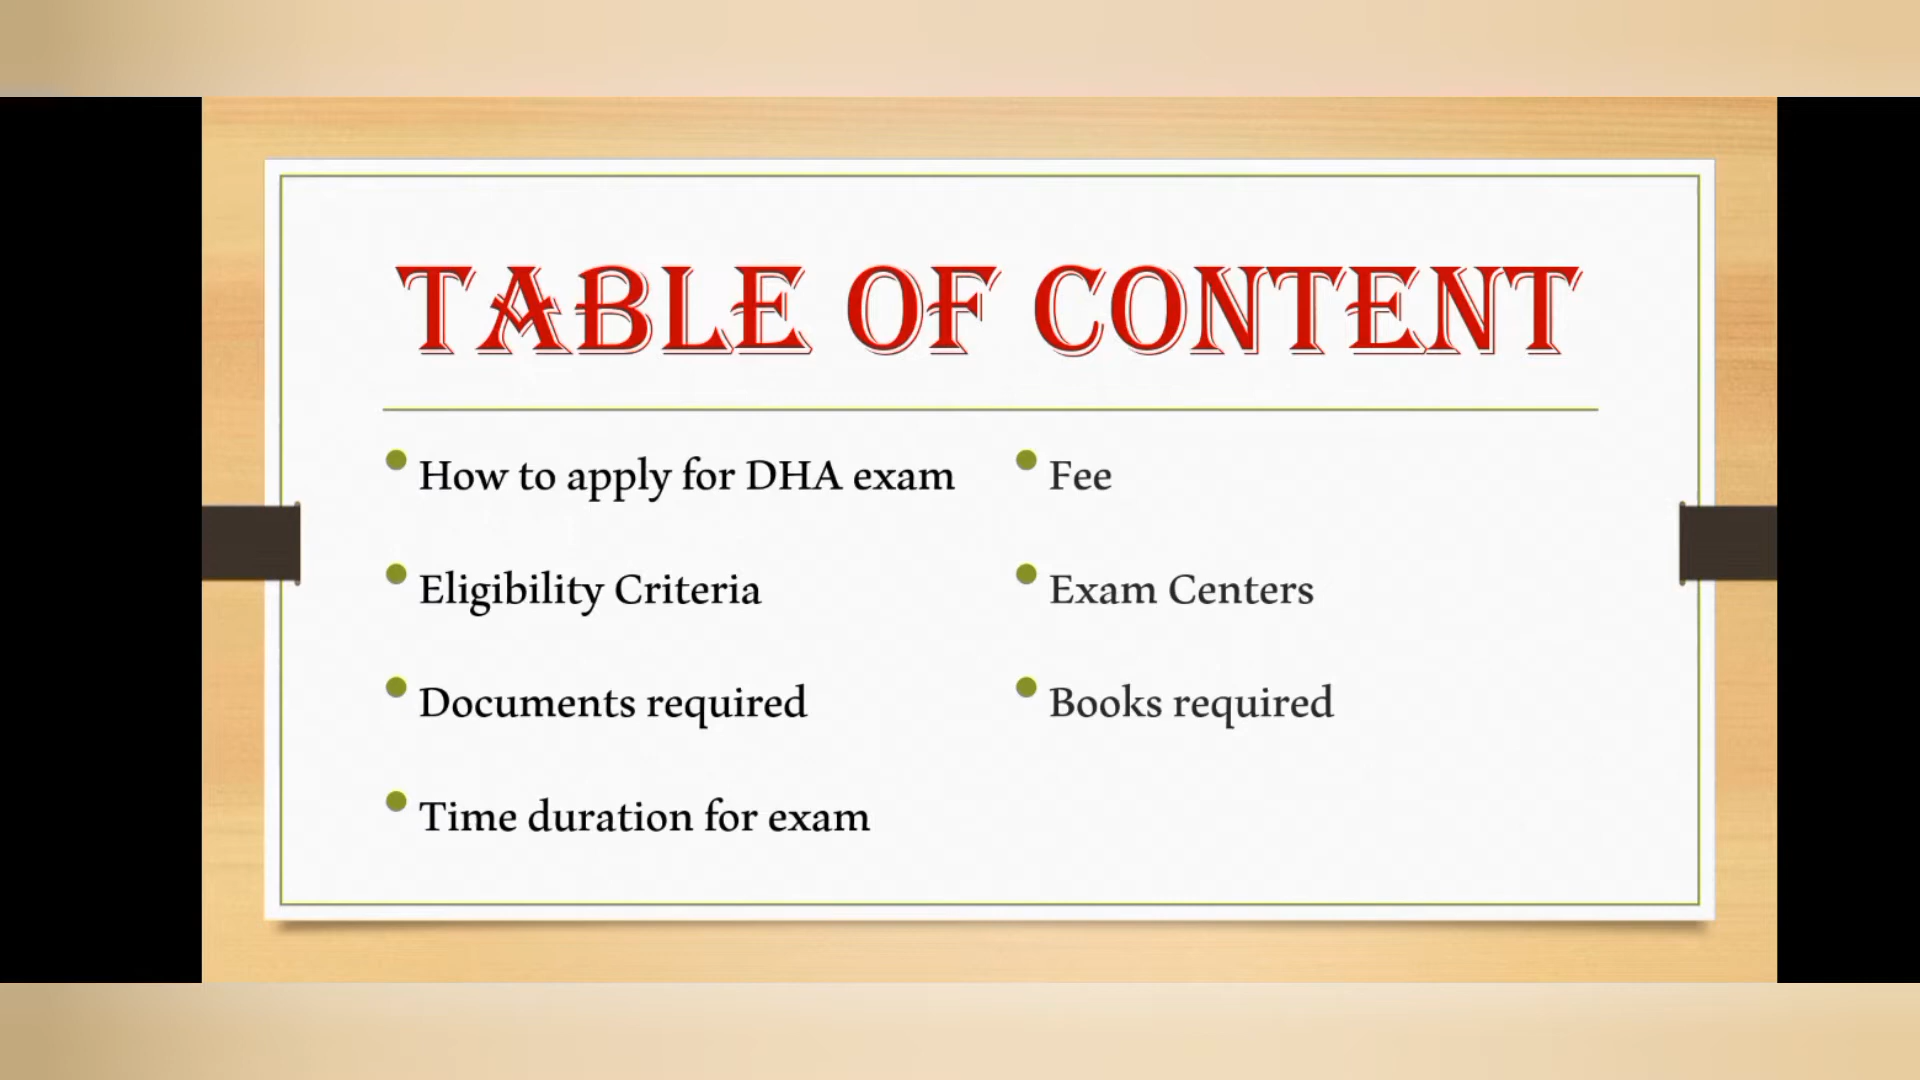 TABLE OF CONTENT
How to apply for DHA exam
Eligibility Criteria
Documents required
Time duration for exam
Fee
Exam Centers
Books required